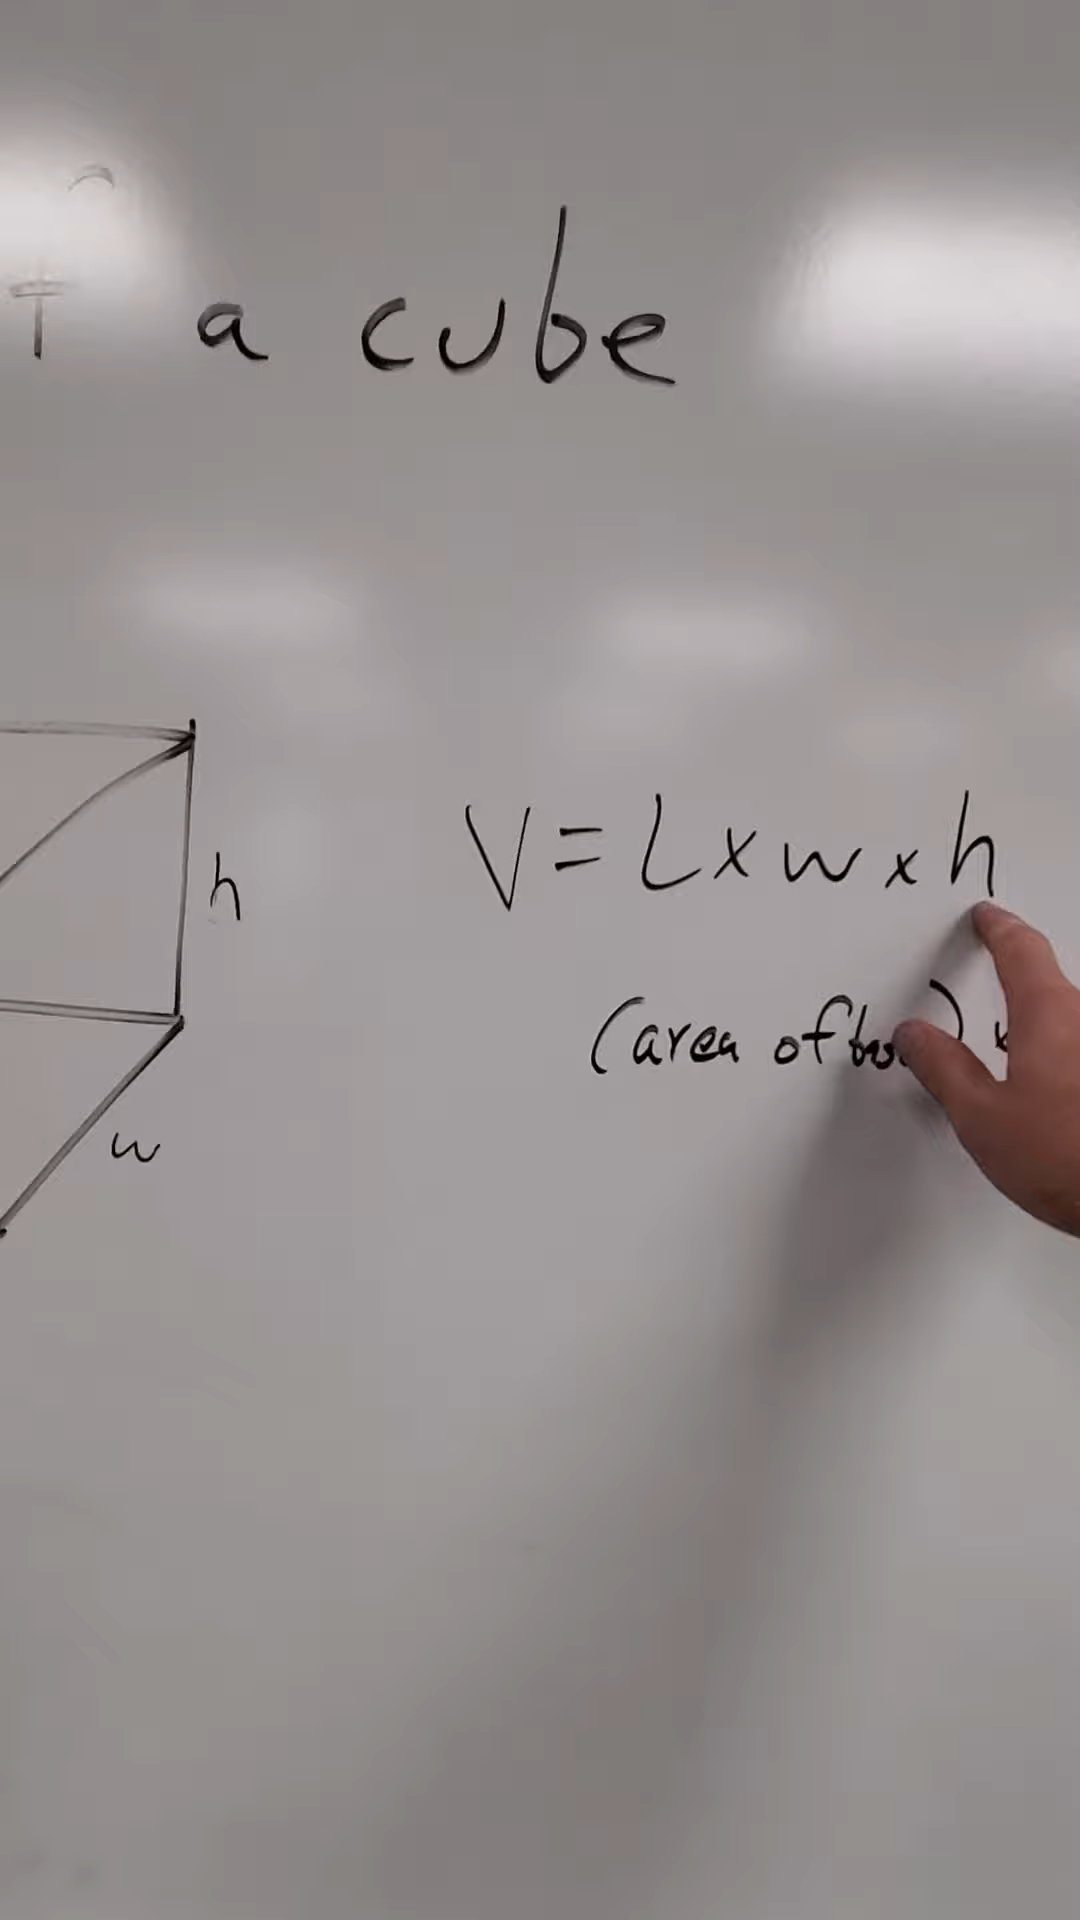 a cube
h
V = L x w x h
(area of
w